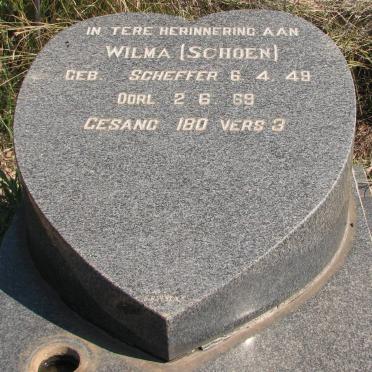 IN TERE HERINNERING AAN
WILMA (SCHOEN)
GEB. SCHEFFER 6.4.49
OORL. 2.6.69
GESANG 180 VERS 3